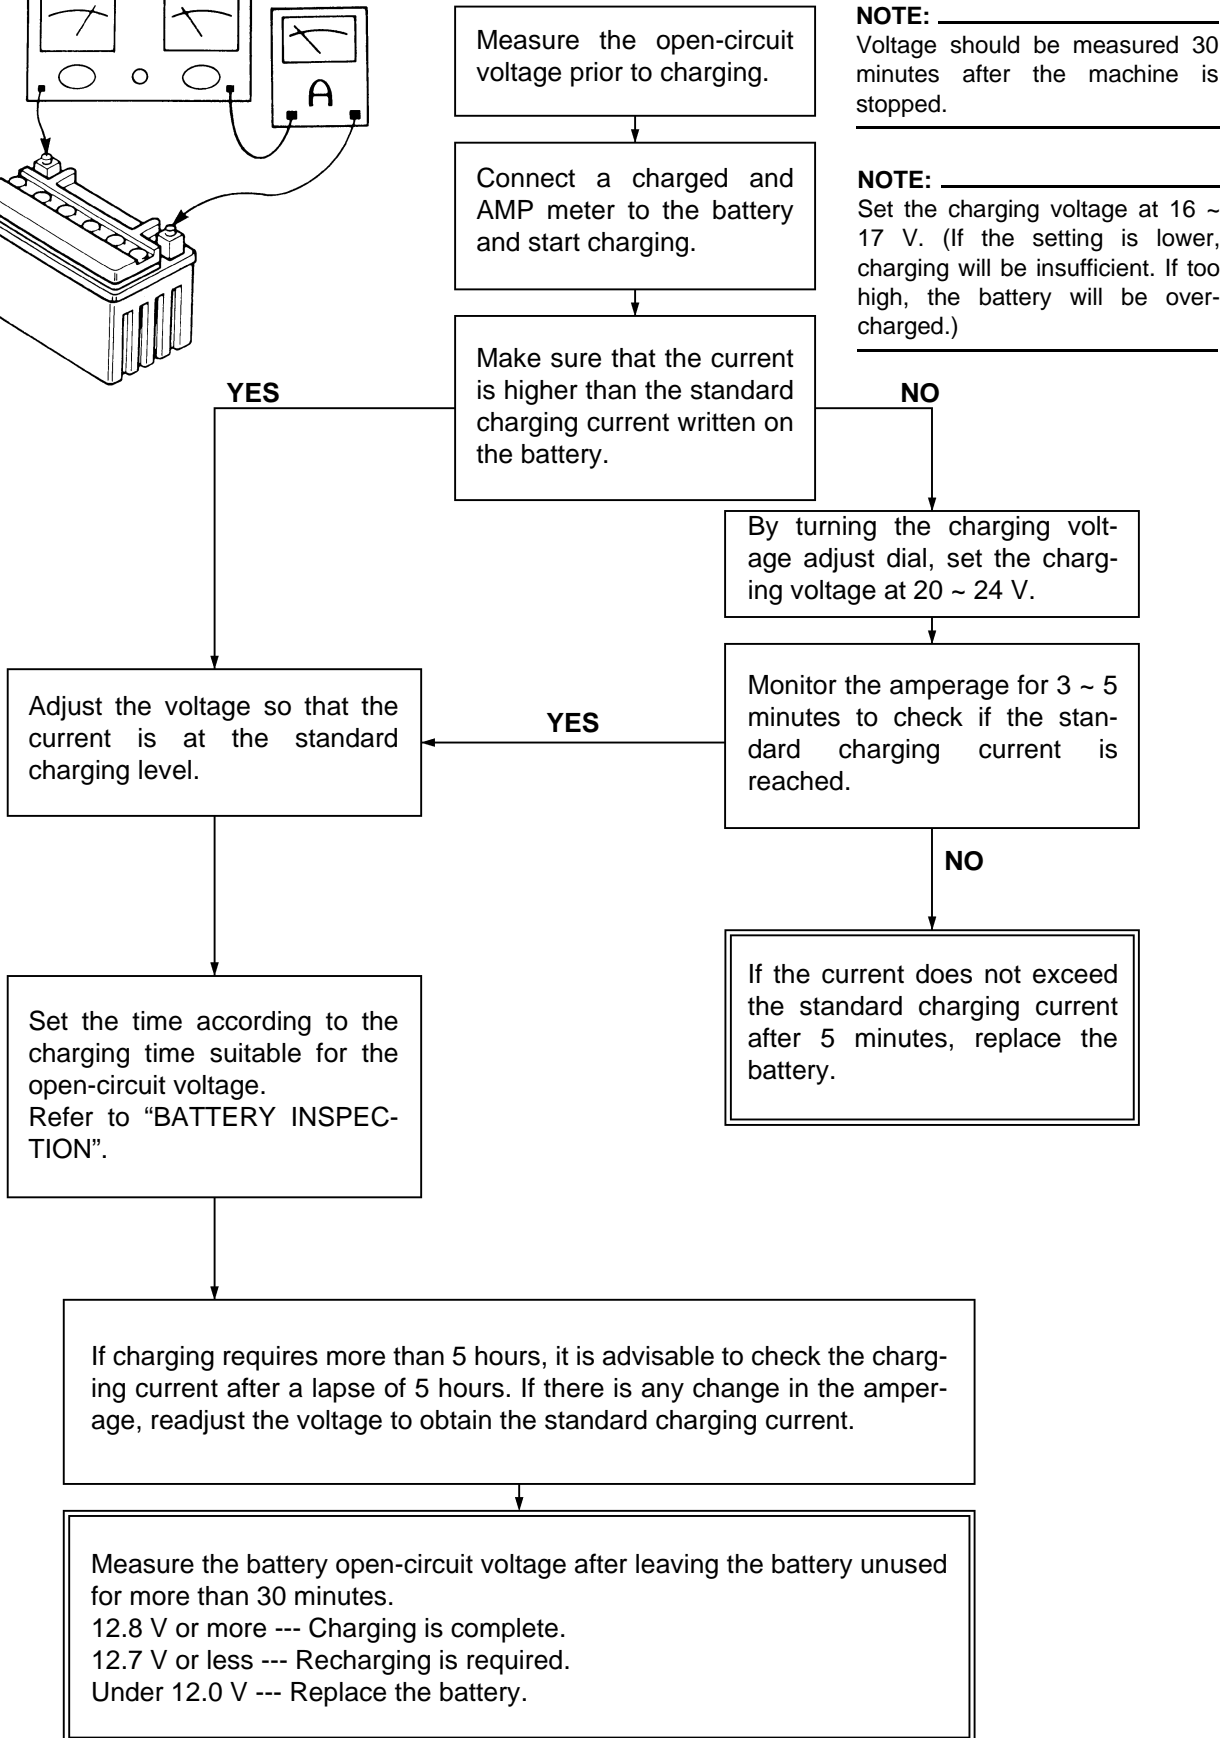 A
Measure the open-circuit
voltage prior to charging.
NOTE:
Voltage should be measured 30
minutes after the machine is
stopped.
Connect a charged and
AMP meter to the battery
and start charging.
NOTE:
Set the charging voltage at 16 ~
17 V. (If the setting is lower,
charging will be insufficient. If too
high, the battery will be over-
charged.)
Make sure that the current
is higher than the standard
charging current written on
the battery.
YES
NO
By turning the charging volt-
age adjust dial, set the charg-
ing voltage at 20 ~ 24 V.
Adjust the voltage so that the
current is at the standard
charging level.
YES
Monitor the amperage for 3 ~ 5
minutes to check if the stan-
dard charging current is
reached.
NO
If the current does not exceed
the standard charging current
after 5 minutes, replace the
battery.
Set the time according to the
charging time suitable for the
open-circuit voltage.
Refer to “BATTERY INSPEC-
TION”.
If charging requires more than 5 hours, it is advisable to check the charg-
ing current after a lapse of 5 hours. If there is any change in the amper-
age, readjust the voltage to obtain the standard charging current.
Measure the battery open-circuit voltage after leaving the battery unused
for more than 30 minutes.
12.8 V or more --- Charging is complete.
12.7 V or less --- Recharging is required.
Under 12.0 V --- Replace the battery.